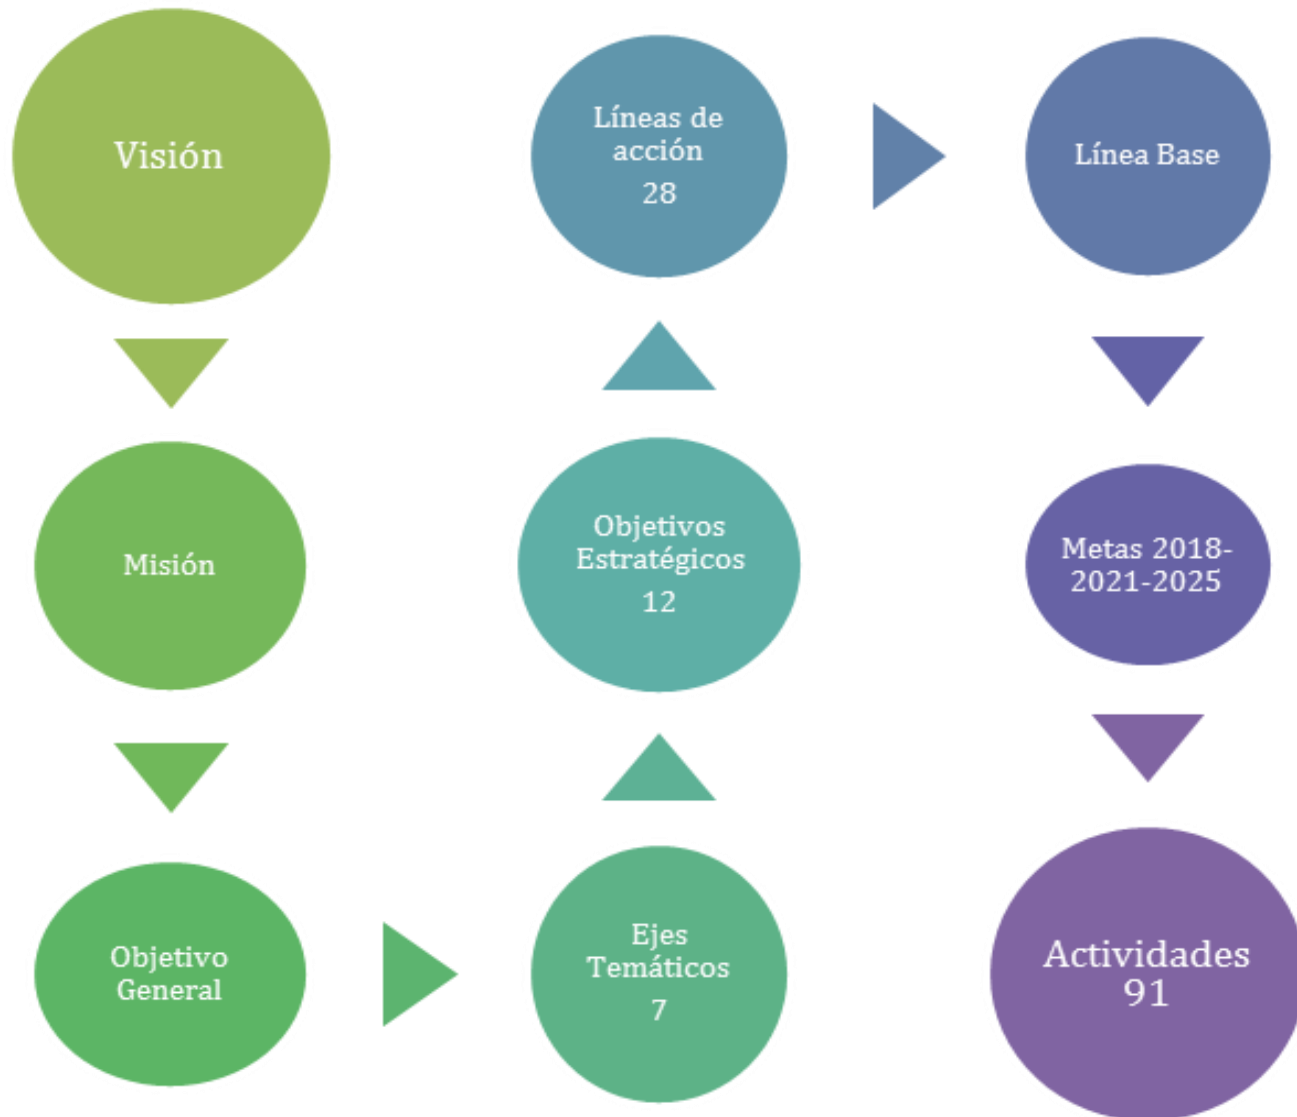 Visión
Misión
Objetivo
General
Ejes
Temáticos
7
Objetivos
Estratégicos
12
Líneas de
acción
28
Línea Base
Metas 2018-
2021-2025
Actividades
91